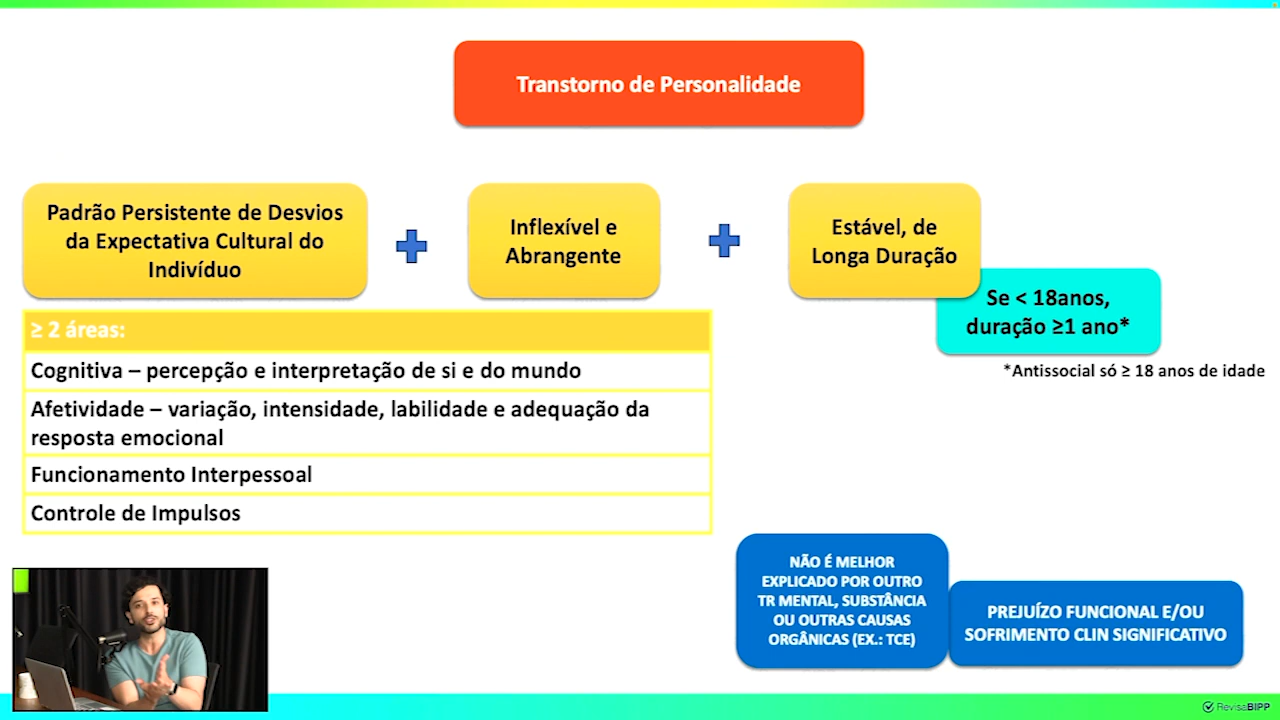 Transtorno de Personalidade
Padrão Persistente de Desvios
da Expectativa Cultural do
Indivíduo
Inflexível e
Abrangente
Estável, de
Longa Duração
Se < 18anos,
duração ≥1 ano*
*Antissocial só ≥ 18 anos de idade
≥ 2 áreas:
Cognitiva – percepção e interpretação de si e do mundo
Afetividade – variação, intensidade, labilidade e adequação da
resposta emocional
Funcionamento Interpessoal
Controle de Impulsos
NÃO É MELHOR
EXPLICADO POR OUTRO
TR MENTAL, SUBSTÂNCIA
OU OUTRAS CAUSAS
ORGÂNICAS (EX.: TCE)
PREJUÍZO FUNCIONAL E/OU
SOFRIMENTO CLIN SIGNIFICATIVO
RevisaBIPP